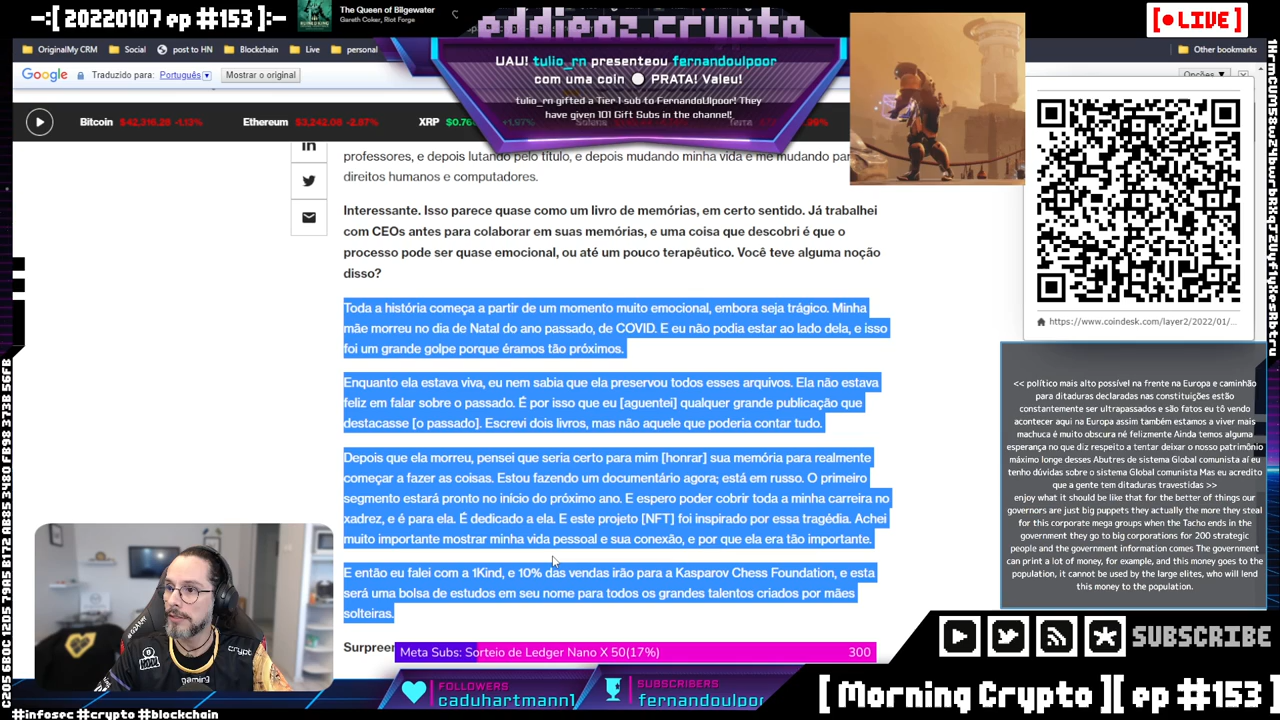 —:[ 20220107 ep #153 ]:—
The Queen of Bilgewater
Gareth Coker, Riot Forge
eddieoz.crypto
[● LIVE]
OriginalMy CRM
Social
post to HN
Blockchain
Live
personal
Other bookmarks
Google
Traduzido para: Português
Mostrar o original
Opções ▼
UAU! tulio_rn presenteou fernandoulpoor
com uma coin PRATA! Valeu!
tulio_rn gifted a Tier 1 sub to FernandoUlpoor! They
have given 101 Gift Subs in the channel!
Bitcoin $42,316.26 -1.13%
Ethereum $3,242.08 -2.87%
XRP
professores, e depois lutando pelo título, e depois mudando minha vida e me mudando para
direitos humanos e computadores.
Interessante. Isso parece quase como um livro de memórias, em certo sentido. Já trabalhei
com CEOs antes para colaborar em suas memórias, e uma coisa que descobri é que o
processo pode ser quase emocional, ou até um pouco terapêutico. Você teve alguma noção
disso?
Toda a história começa a partir de um momento muito emocional, embora seja trágico. Minha
mãe morreu no dia de Natal do ano passado, de COVID. E eu não podia estar ao lado dela, e isso
foi um grande golpe porque éramos tão próximos.
Enquanto ela estava viva, eu nem sabia que ela preservou todos esses arquivos. Ela não estava
feliz em falar sobre o passado. É por isso que eu [aguentei] qualquer grande publicação que
destacasse [o passado]. Escrevi dois livros, mas não aquele que poderia contar tudo.
Depois que ela morreu, pensei que seria certo para mim [honrar] sua memória para realmente
começar a fazer as coisas. Estou fazendo um documentário agora; está em russo. O primeiro
segmento estará pronto no início do próximo ano. E espero poder cobrir toda a minha carreira no
xadrez, e é para ela. É dedicado a ela. E este projeto [NFT] foi inspirado por essa tragédia. Achei
muito importante mostrar minha vida pessoal e sua conexão, e por que ela era tão importante.
E então eu falei com a 1Kind, e 10% das vendas irão para a Kasparov Chess Foundation, e esta
será uma bolsa de estudos em seu nome para todos os grandes talentos criados por mães
solteiras.
Surpreen
https://www.coindesk.com/layer2/2022/01/...
<< político mais alto possível na frente na Europa e caminhão
para ditaduras declaradas nas constituições estão
constantemente ser ultrapassados e são fatos eu tô vendo
acontecer aqui na Europa assim também estamos a viver mais
machuca é muito obscura né felizmente Ainda temos alguma
esperança no que diz respeito a tentar deixar o nosso patrimônio
máximo longe desses Abutres de sistema Global comunista aí eu
tenho dúvidas sobre o sistema Global comunista Mas eu acredito
que a gente tem ditaduras travestidas >>
enjoy what it should be like that for the better of things our
governors are just big puppets they actually the more they steal
for this corporate mega groups when the Tacho ends in the
government they go to big corporations for 200 strategic
people and the government information comes The government
can print a lot of money, for example, and this money goes to the
population, it cannot be used by the large elites, who will lend
this money to the population.
Meta Subs: Sorteio de Ledger Nano X 50(17%) 300
FOLLOWERS
caduhartmann1
SUBSCRIBERS
fernandoulpoor
SUBSCRIBE
[ Morning Crypto ][ ep #153 ]
#infosec #crypto #blockchain